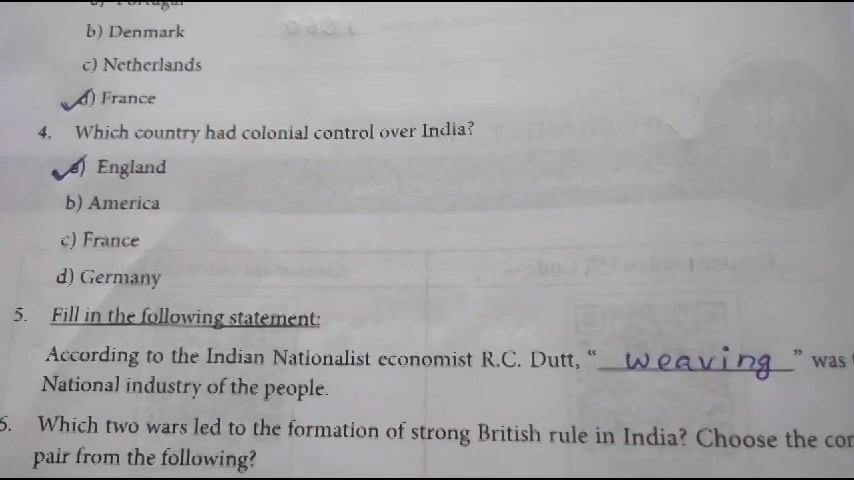 b) Denmark
c) Netherlands
d) France
4. Which country had colonial control over India?
a) England
b) America
c) France
d) Germany
5. Fill in the following statement:
According to the Indian Nationalist economist R.C. Dutt, “ weaving ” was
National industry of the people.
Which two wars led to the formation of strong British rule in India? Choose the
pair from the following?